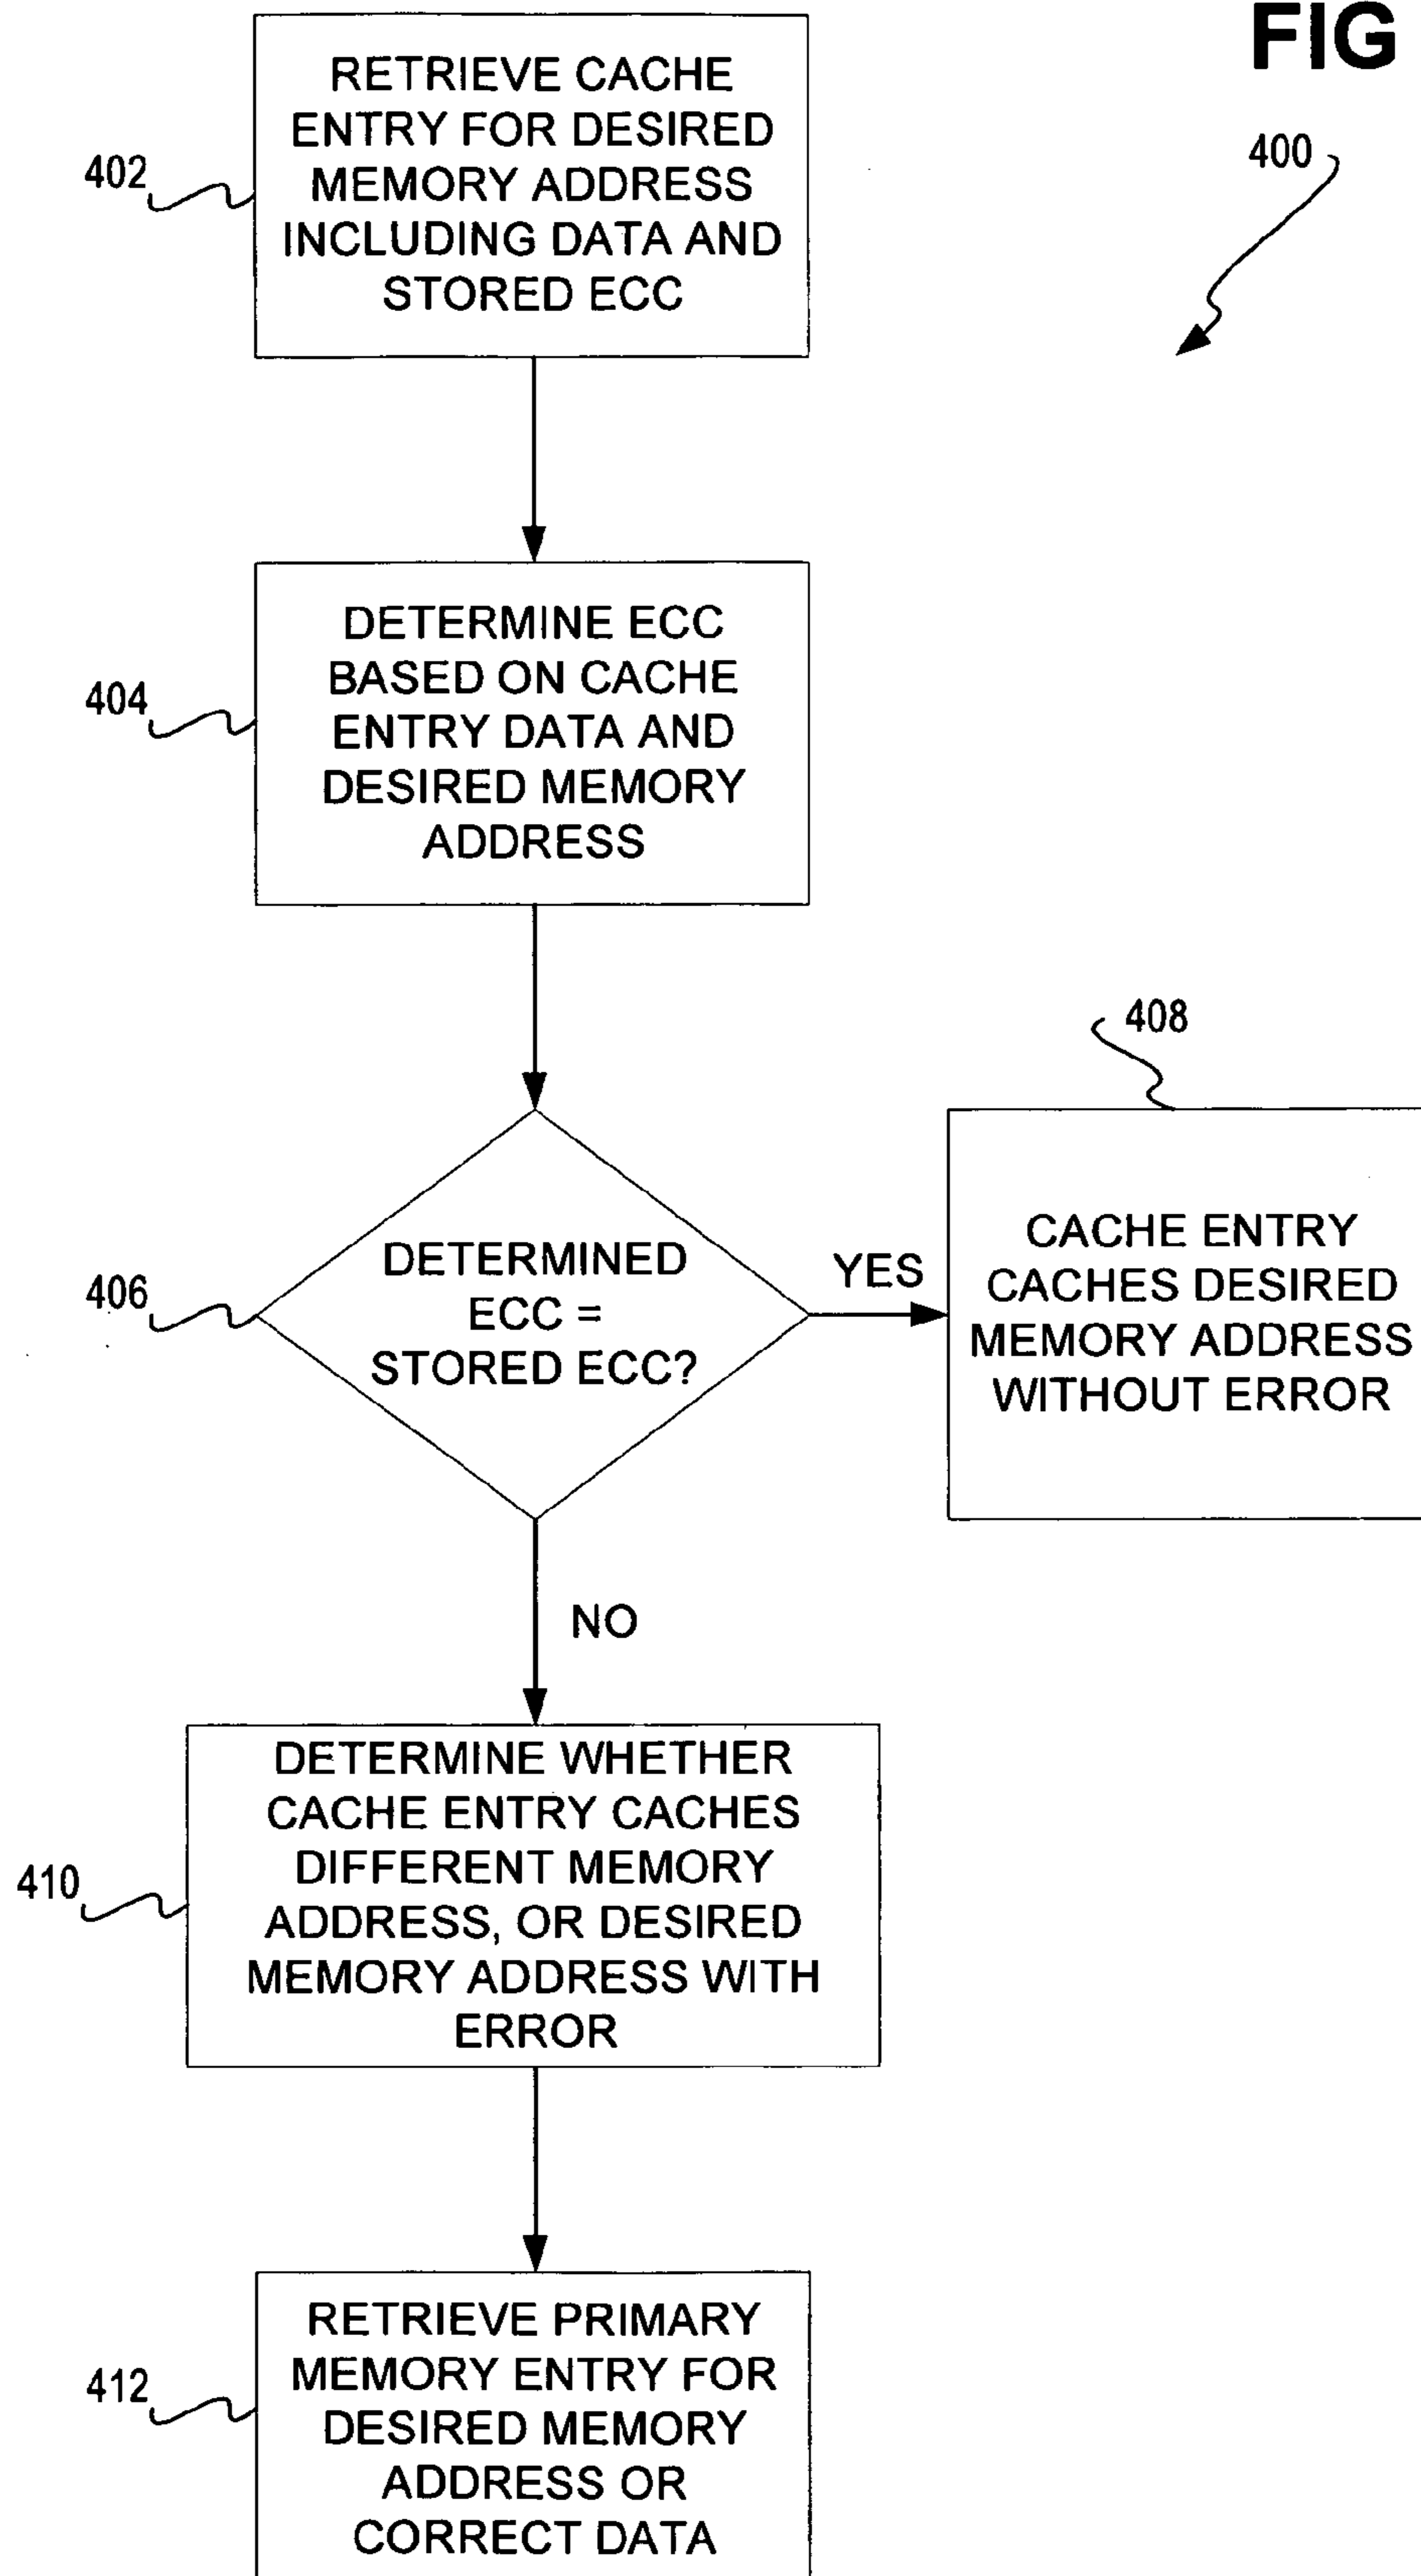 FIG
400
402
RETRIEVE CACHE
ENTRY FOR DESIRED
MEMORY ADDRESS
INCLUDING DATA AND
STORED ECC
404
DETERMINE ECC
BASED ON CACHE
ENTRY DATA AND
DESIRED MEMORY
ADDRESS
406
DETERMINED
ECC =
STORED ECC?
YES
408
CACHE ENTRY
CACHES DESIRED
MEMORY ADDRESS
WITHOUT ERROR
NO
410
DETERMINE WHETHER
CACHE ENTRY CACHES
DIFFERENT MEMORY
ADDRESS, OR DESIRED
MEMORY ADDRESS WITH
ERROR
412
RETRIEVE PRIMARY
MEMORY ENTRY FOR
DESIRED MEMORY
ADDRESS OR
CORRECT DATA